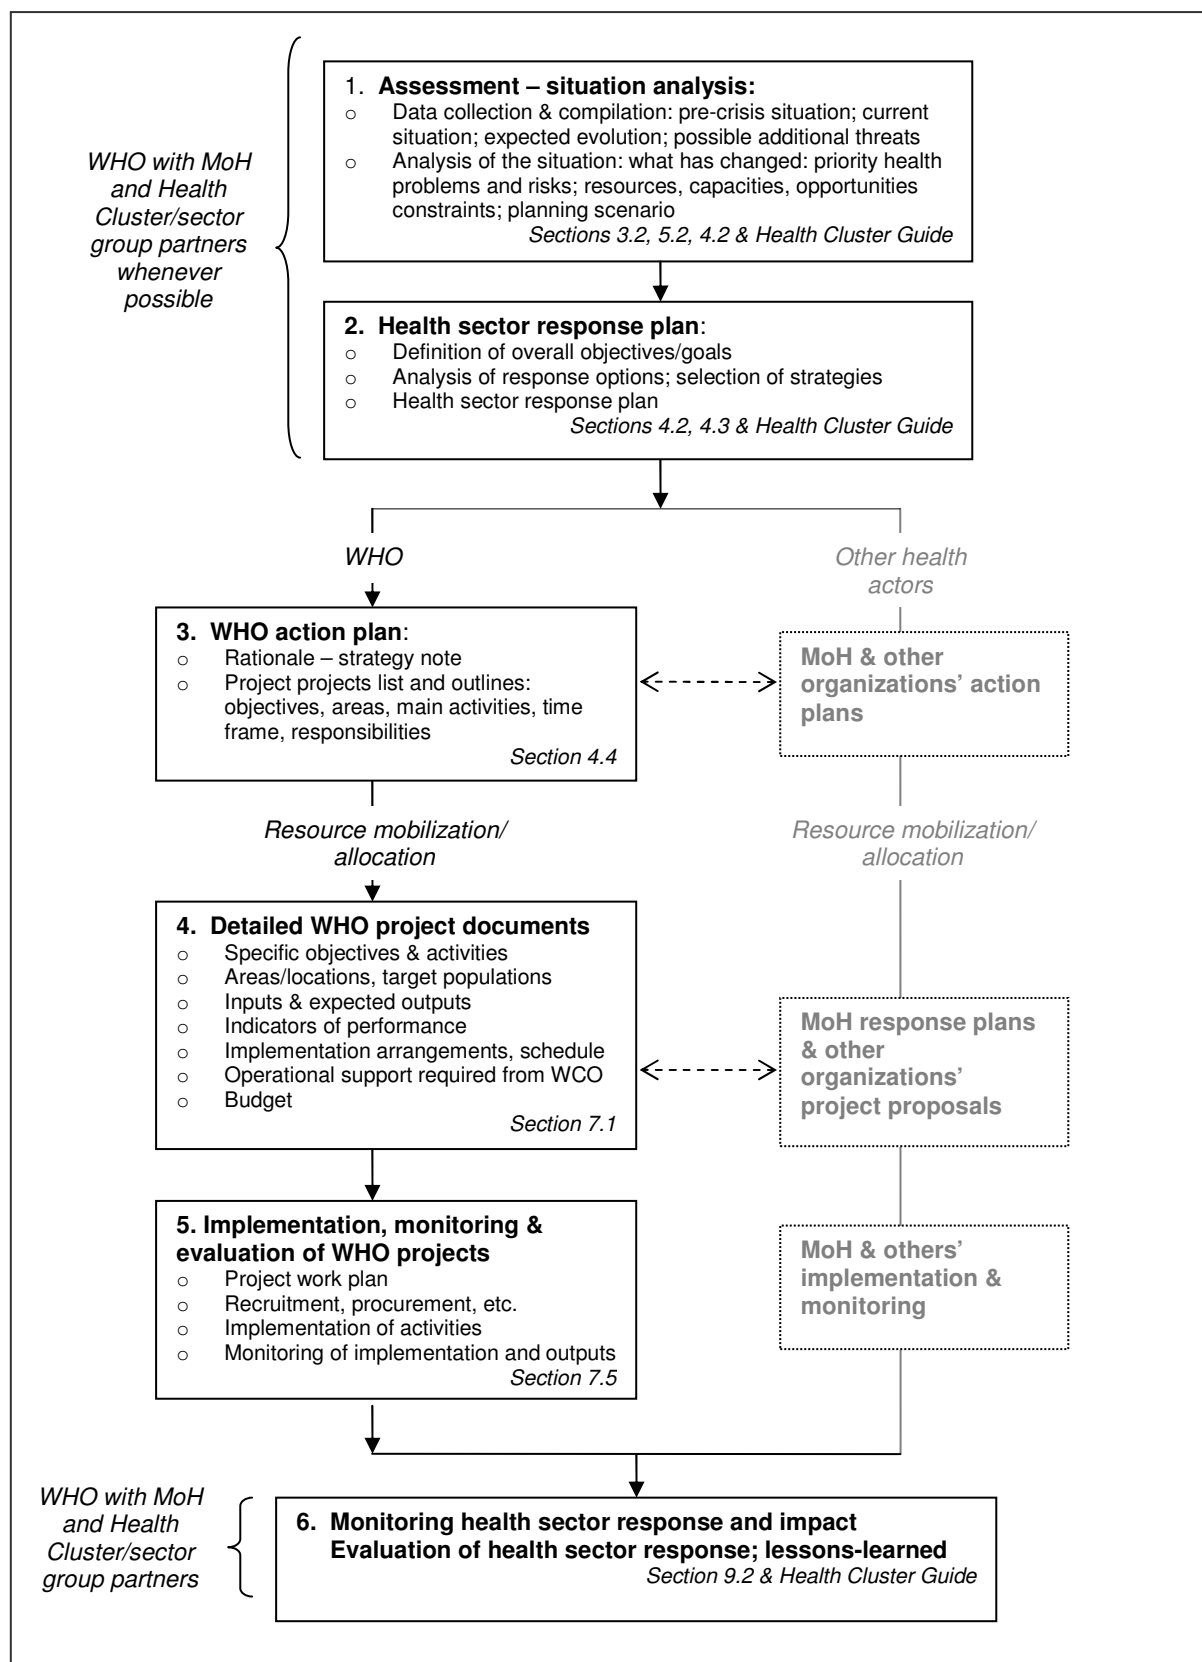 WHO with MoH
and Health
Cluster/sector
group partners
whenever
possible
1. Assessment – situation analysis:
o Data collection & compilation: pre-crisis situation; current
situation; expected evolution; possible additional threats
o Analysis of the situation: what has changed: priority health
problems and risks; resources, capacities, opportunities
constraints; planning scenario
Sections 3.2, 5.2, 4.2 & Health Cluster Guide
2. Health sector response plan:
o Definition of overall objectives/goals
o Analysis of response options; selection of strategies
o Health sector response plan
Sections 4.2, 4.3 & Health Cluster Guide
WHO
Other health
actors
3. WHO action plan:
o Rationale – strategy note
o Project projects list and outlines:
objectives, areas, main activities, time
frame, responsibilities
Section 4.4
MoH & other
organizations’ action
plans
Resource mobilization/
allocation
Resource mobilization/
allocation
4. Detailed WHO project documents
o Specific objectives & activities
o Areas/locations, target populations
o Inputs & expected outputs
o Indicators of performance
o Implementation arrangements, schedule
o Operational support required from WCO
o Budget
Section 7.1
MoH response plans
& other
organizations’
project proposals
5. Implementation, monitoring &
evaluation of WHO projects
o Project work plan
o Recruitment, procurement, etc.
o Implementation of activities
o Monitoring of implementation and outputs
Section 7.5
MoH & others’
implementation &
monitoring
WHO with MoH
and Health
Cluster/sector
group partners
6. Monitoring health sector response and impact
Evaluation of health sector response; lessons-learned
Section 9.2 & Health Cluster Guide